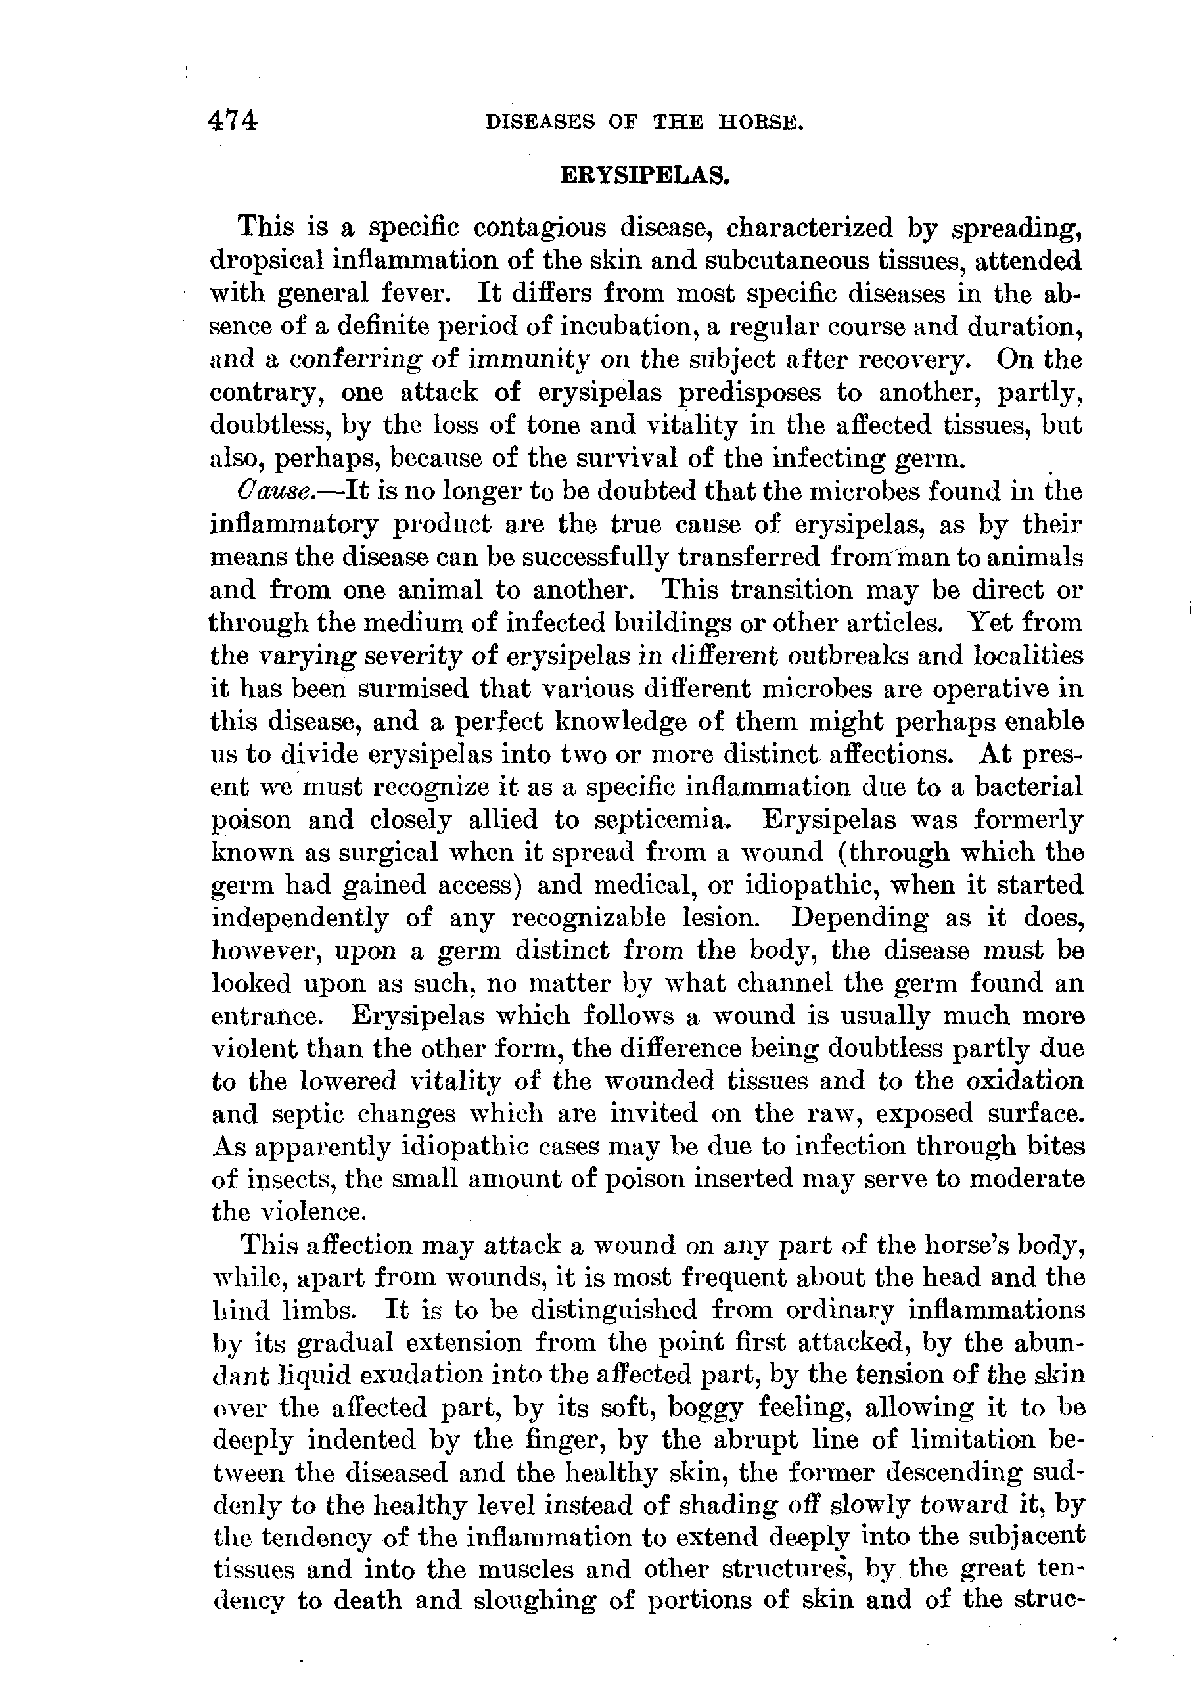 474 DISEASES OF THE HORSE.
ERYSIPELAS.
This is a specific contagious disease, characterized by spreading,
dropsical inflammation of the skin and subcutaneous tissues, attended
with general fever. It differs from most specific diseases in the ab-
sence of a definite period of incubation, a regular course and duration,
and a conferring of immunity on the subject after recovery. On the
contrary, one attack of erysipelas predisposes to another, partly,
doubtless, by the loss of tone and vitality in the affected tissues, but
also, perhaps, because of the survival of the infecting germ.
Cause.—It is no longer to be doubted that the microbes found in the
inflammatory product are the true cause of erysipelas, as by their
means the disease can be successfully transferred from man to animals
and from one animal to another. This transition may be direct or
through the medium of infected buildings or other articles. Yet from
the varying severity of erysipelas in different outbreaks and localities
it has been surmised that various different microbes are operative in
this disease, and a perfect knowledge of them might perhaps enable
us to divide erysipelas into two or more distinct affections. At pres-
ent we must recognize it as a specific inflammation due to a bacterial
poison and closely allied to septicemia. Erysipelas was formerly
known as surgical when it spread from a wound (through which the
germ had gained access) and medical, or idiopathic, when it started
independently of any recognizable lesion. Depending as it does,
however, upon a germ distinct from the body, the disease must be
looked upon as such, no matter by what channel the germ found an
entrance. Erysipelas which follows a wound is usually much more
violent than the other form, the difference being doubtless partly due
to the lowered vitality of the wounded tissues and to the oxidation
and septic changes which are invited on the raw, exposed surface.
As apparently idiopathic cases may be due to infection through bites
of insects, the small amount of poison inserted may serve to moderate
the violence.
This affection may attack a wound on any part of the horse's body,
while, apart from wounds, it is most frequent about the head and the
hind limbs. It is to be distinguished from ordinary inflammations
by its gradual extension from the point first attacked, by the abun-
dant liquid exudation into the affected part, by the tension of the skin
over the affected part, by its soft, boggy feeling, allowing it to be
deeply indented by the finger, by the abrupt line of limitation be-
tween the diseased and the healthy skin, the former descending sud-
denly to the healthy level instead of shading off slowly toward it, by
the tendency of the inflammation to extend deeply into the subjacent
tissues and into the muscles and other structures, by the great ten-
dency to death and sloughing of portions of skin and of the struc-